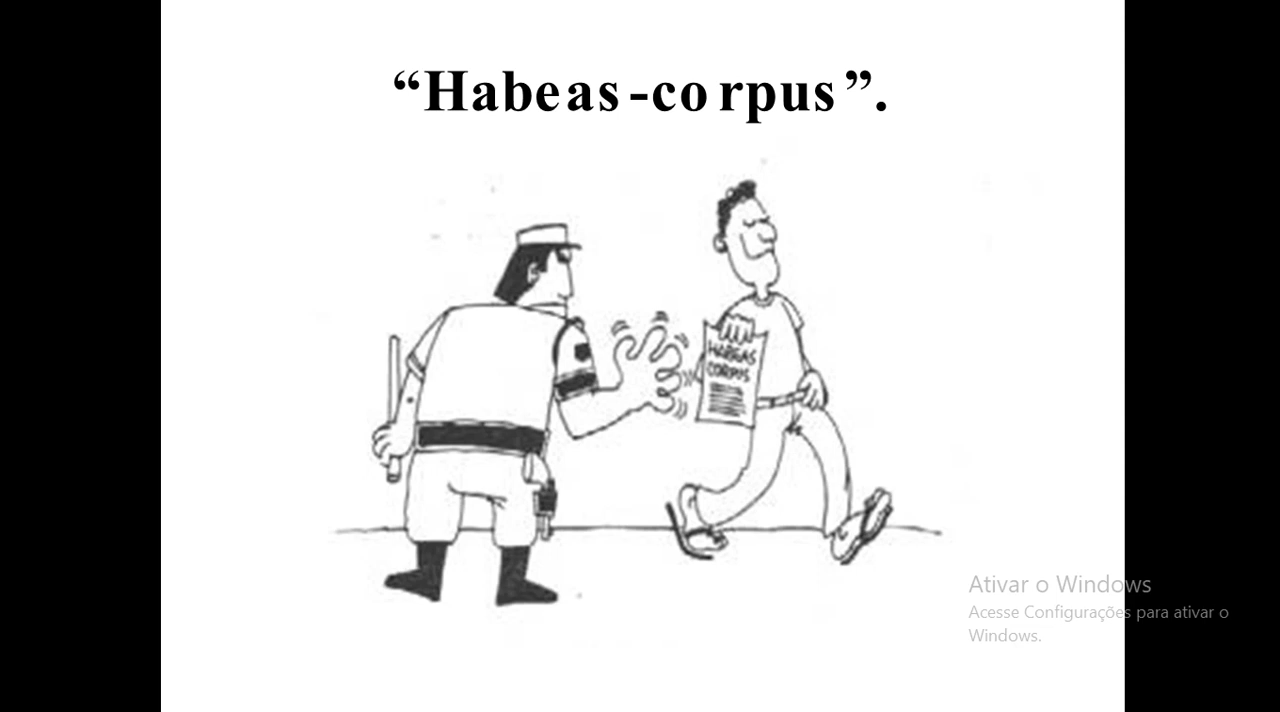 “Habeas-corpus”.
HABEAS
CORPUS
Ativar o Windows
Acesse Configurações para ativar o
Windows.